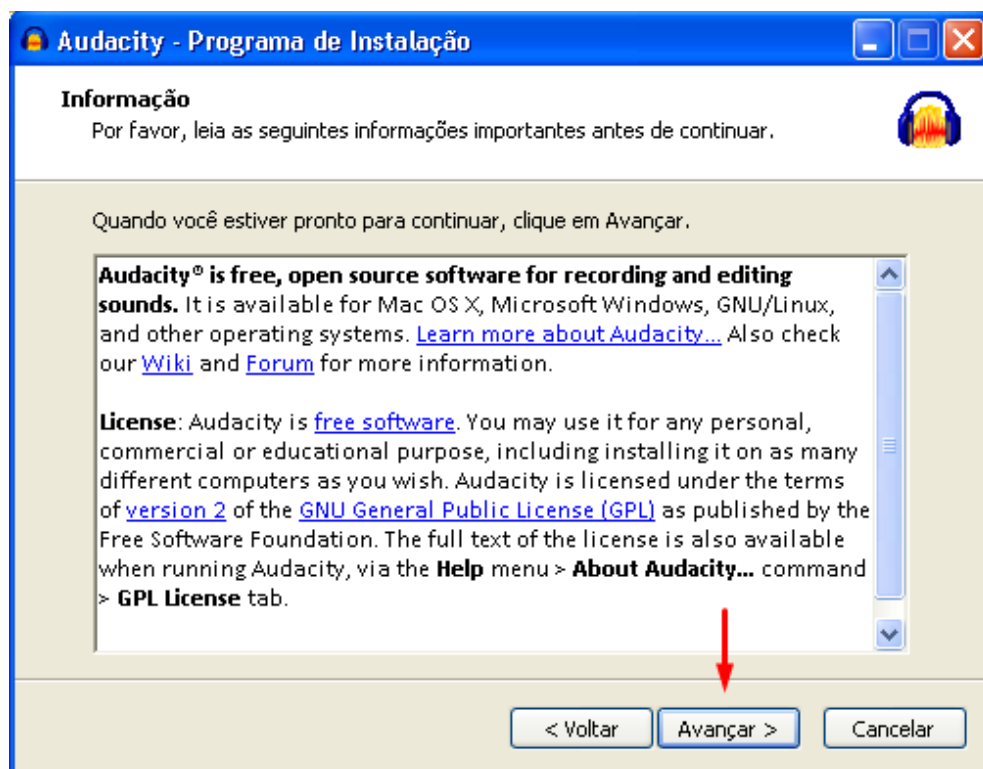 Audacity - Programa de Instalação
Informação
Por favor, leia as seguintes informações importantes antes de continuar.
Quando você estiver pronto para continuar, clique em Avançar.
Audacity® is free, open source software for recording and editing
sounds. It is available for Mac OS X, Microsoft Windows, GNU/Linux,
and other operating systems. Learn more about Audacity... Also check
our Wiki and Forum for more information.
License: Audacity is free software. You may use it for any personal,
commercial or educational purpose, including installing it on as many
different computers as you wish. Audacity is licensed under the terms
of version 2 of the GNU General Public License (GPL) as published by the
Free Software Foundation. The full text of the license is also available
when running Audacity, via the Help menu > About Audacity... command
> GPL License tab.
< Voltar
Avançar >
Cancelar